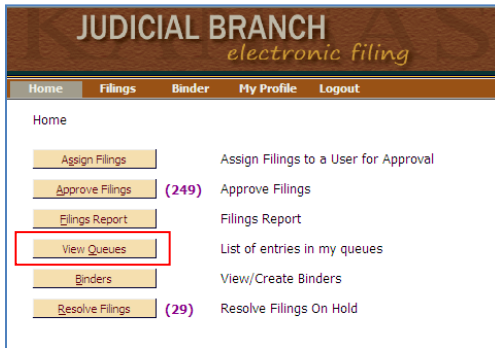 JUDICIAL BRANCH
electronic filing
Home Filings Binder My Profile Logout
Home
Assign Filings Assign Filings to a User for Approval
Approve Filings (249) Approve Filings
Filings Report Filings Report
View Queues List of entries in my queues
Binders View/Create Binders
Resolve Filings (29) Resolve Filings On Hold